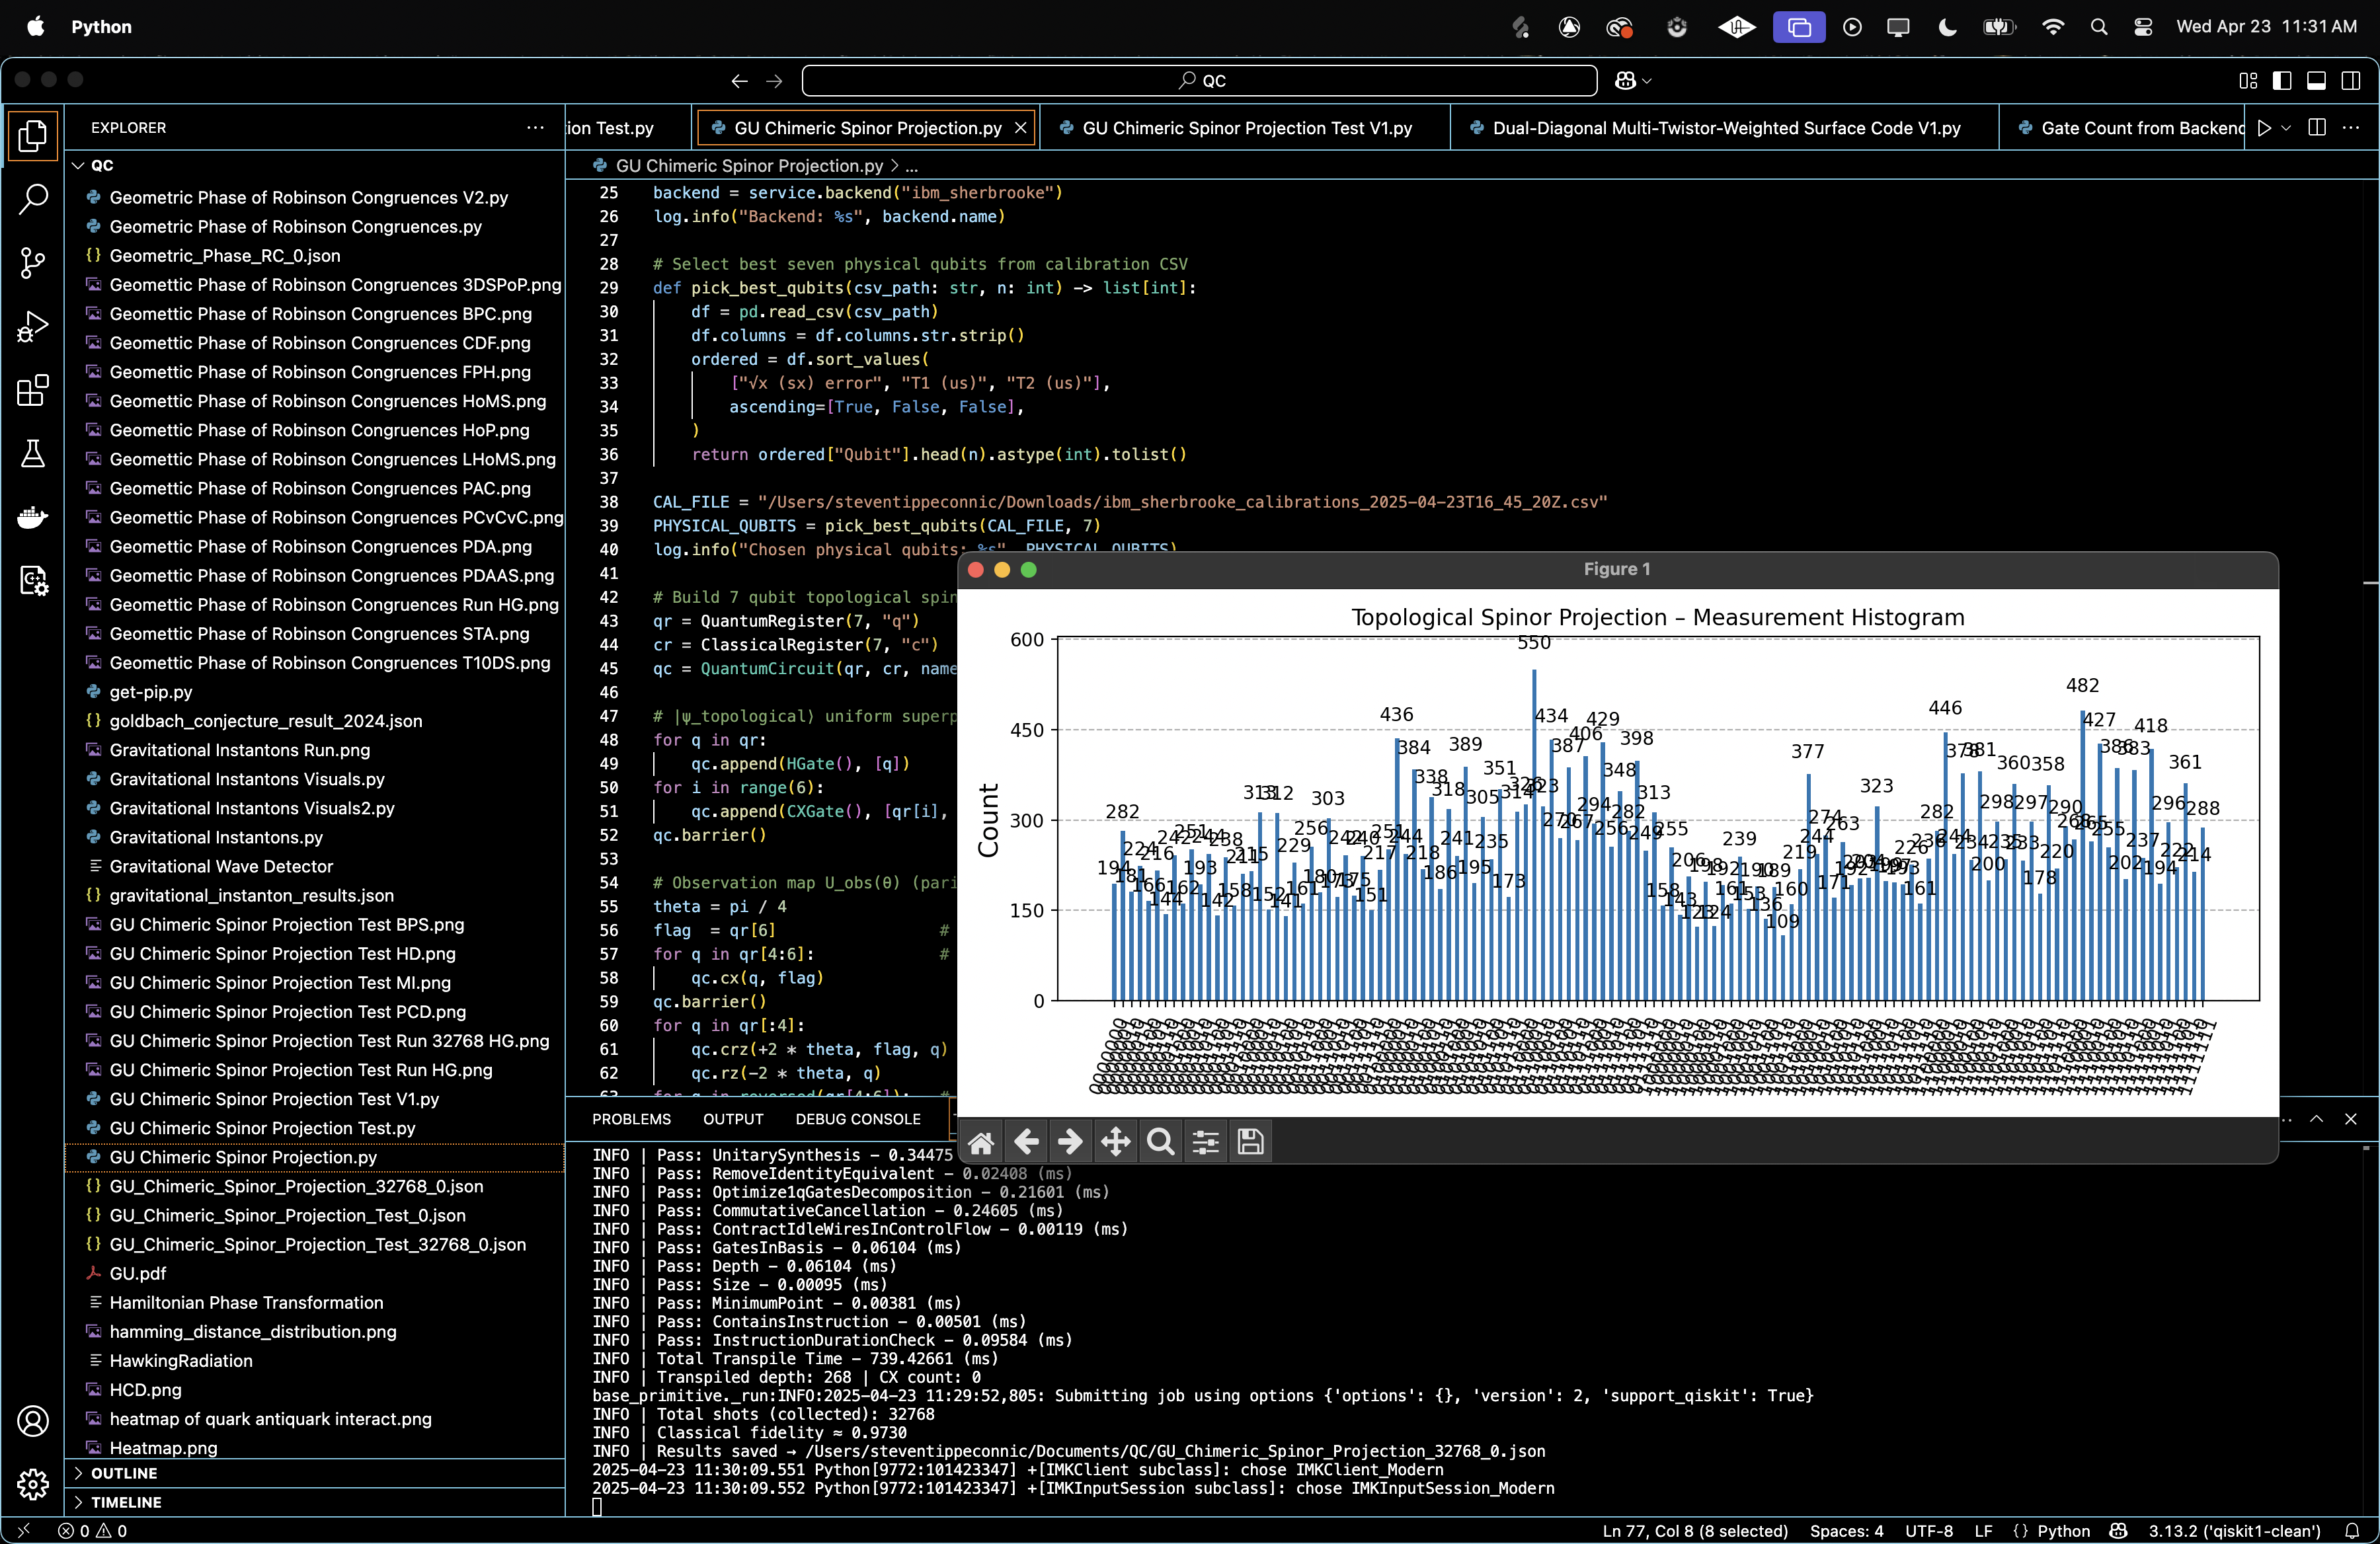 Python
Wed Apr 23 11:31 AM
QC
EXPLORER
QC
Geometric Phase of Robinson Congruences V2.py
Geometric Phase of Robinson Congruences.py
Geometric_Phase_RC_0.json
Geomettic Phase of Robinson Congruences 3DSPoP.png
Geomettic Phase of Robinson Congruences BPC.png
Geomettic Phase of Robinson Congruences CDF.png
Geomettic Phase of Robinson Congruences FPH.png
Geomettic Phase of Robinson Congruences HoMS.png
Geomettic Phase of Robinson Congruences HoP.png
Geomettic Phase of Robinson Congruences LHoMS.png
Geomettic Phase of Robinson Congruences PAC.png
Geomettic Phase of Robinson Congruences PCvCvC.png
Geomettic Phase of Robinson Congruences PDA.png
Geomettic Phase of Robinson Congruences PDAAS.png
Geomettic Phase of Robinson Congruences Run HG.png
Geomettic Phase of Robinson Congruences STA.png
Geomettic Phase of Robinson Congruences T10DS.png
get-pip.py
goldbach_conjecture_result_2024.json
Gravitational Instantons Run.png
Gravitational Instantons Visuals.py
Gravitational Instantons Visuals2.py
Gravitational Instantons.py
Gravitational Wave Detector
gravitational_instanton_results.json
GU Chimeric Spinor Projection Test BPS.png
GU Chimeric Spinor Projection Test HD.png
GU Chimeric Spinor Projection Test MI.png
GU Chimeric Spinor Projection Test PCD.png
GU Chimeric Spinor Projection Test Run 32768 HG.png
GU Chimeric Spinor Projection Test Run HG.png
GU Chimeric Spinor Projection Test V1.py
GU Chimeric Spinor Projection Test.py
GU Chimeric Spinor Projection.py
GU_Chimeric_Spinor_Projection_32768_0.json
GU_Chimeric_Spinor_Projection_Test_0.json
GU_Chimeric_Spinor_Projection_Test_32768_0.json
GU.pdf
Hamiltonian Phase Transformation
hamming_distance_distribution.png
HawkingRadiation
HCD.png
heatmap of quark antiquark interact.png
Heatmap.png
OUTLINE
TIMELINE
ion Test.py
GU Chimeric Spinor Projection.py
GU Chimeric Spinor Projection Test V1.py
Dual-Diagonal Multi-Twistor-Weighted Surface Code V1.py
Gate Count from Backend
GU Chimeric Spinor Projection.py > ...
25 backend = service.backend("ibm_sherbrooke")
26 log.info("Backend: %s", backend.name)
27
28 # Select best seven physical qubits from calibration CSV
29 def pick_best_qubits(csv_path: str, n: int) -> list[int]:
30 df = pd.read_csv(csv_path)
31 df.columns = df.columns.str.strip()
32 ordered = df.sort_values(
33 ["√x (sx) error", "T1 (us)", "T2 (us)"],
34 ascending=[True, False, False],
35 )
36 return ordered["Qubit"].head(n).astype(int).tolist()
37
38 CAL_FILE = "/Users/steventippeconnic/Downloads/ibm_sherbrooke_calibrations_2025-04-23T16_45_20Z.csv"
39 PHYSICAL_QUBITS = pick_best_qubits(CAL_FILE, 7)
40 log.info("Chosen physical qubits: %s", PHYSICAL_QUBITS)
41
42 # Build 7 qubit topological spin
43 qr = QuantumRegister(7, "q")
44 cr = ClassicalRegister(7, "c")
45 qc = QuantumCircuit(qr, cr, name
46
47 # |ψ_topological⟩ uniform superp
48 for q in qr:
49 qc.append(HGate(), [q])
50 for i in range(6):
51 qc.append(CXGate(), [qr[i],
52 qc.barrier()
53
54 # Observation map U_obs(θ) (pari
55 theta = pi / 4
56 flag = qr[6] #
57 for q in qr[4:6]: #
58 qc.cx(q, flag)
59 qc.barrier()
60 for q in qr[:4]:
61 qc.crz(+2 * theta, flag, q)
62 qc.rz(-2 * theta, q)
63 for q in reversed(qr[4:6]): #
Figure 1
Topological Spinor Projection – Measurement Histogram
Count
600
450
300
150
0
550
482
446
436
434
429
427
418
406
398
389
387
384
381
377
361
360
358
351
348
338
323
318
313
312
303
282
288
256
239
229
PROBLEMS
OUTPUT
DEBUG CONSOLE
INFO | Pass: UnitarySynthesis – 0.34475
INFO | Pass: RemoveIdentityEquivalent – 0.02408 (ms)
INFO | Pass: Optimize1qGatesDecomposition – 0.21601 (ms)
INFO | Pass: CommutativeCancellation – 0.24605 (ms)
INFO | Pass: ContractIdleWiresInControlFlow – 0.00119 (ms)
INFO | Pass: GatesInBasis – 0.06104 (ms)
INFO | Pass: Depth – 0.06104 (ms)
INFO | Pass: Size – 0.00095 (ms)
INFO | Pass: MinimumPoint – 0.00381 (ms)
INFO | Pass: ContainsInstruction – 0.00501 (ms)
INFO | Pass: InstructionDurationCheck – 0.09584 (ms)
INFO | Total Transpile Time – 739.42661 (ms)
INFO | Transpiled depth: 268 | CX count: 0
base_primitive._run:INFO:2025-04-23 11:29:52,805: Submitting job using options {'options': {}, 'version': 2, 'support_qiskit': True}
INFO | Total shots (collected): 32768
INFO | Classical fidelity ≈ 0.9730
INFO | Results saved → /Users/steventippeconnic/Documents/QC/GU_Chimeric_Spinor_Projection_32768_0.json
2025-04-23 11:30:09.551 Python[9772:101423347] +[IMKClient subclass]: chose IMKClient_Modern
2025-04-23 11:30:09.552 Python[9772:101423347] +[IMKInputSession subclass]: chose IMKInputSession_Modern
0 0
Ln 77, Col 8 (8 selected)
Spaces: 4
UTF-8
LF
{} Python
3.13.2 ('qiskit1-clean')